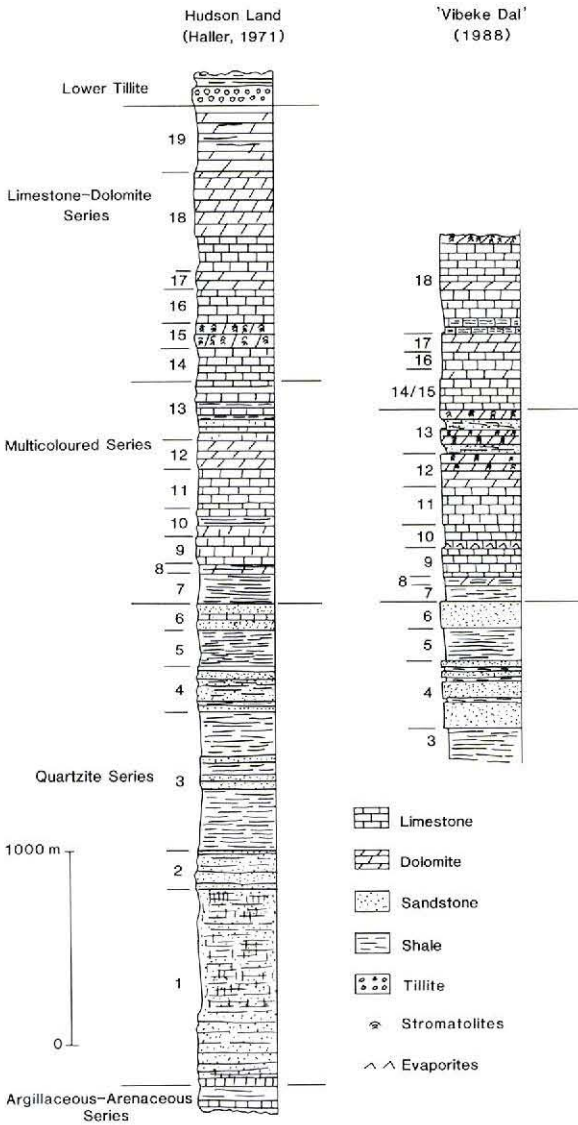 Hudson Land
(Haller, 1971)
'Vibeke Dal'
(1988)
Lower Tillite
19
Limestone-Dolomite
Series
18
17
16
15
14
13
Multicoloured Series
12
11
10
9
8
7
6
5
4
Quartzite Series
3
1000 m
2
1
0
Argillaceous-Arenaceous
Series
18
17
16
14/15
13
12
11
10
9
8
7
6
5
4
3
Limestone
Dolomite
Sandstone
Shale
Tillite
Stromatolites
Evaporites